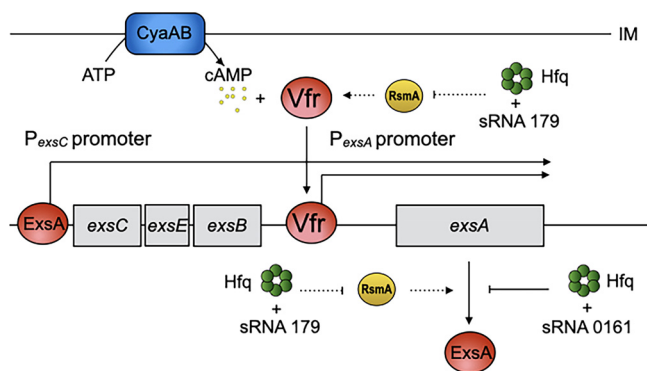 CyaAB
IM
ATP
cAMP
+
Vfr
RsmA
Hfq
+
sRNA 179
PexsC promoter
PexsA promoter
ExsA
exsC
exsE
exsB
Vfr
exsA
Hfq
+
sRNA 179
RsmA
Hfq
+
sRNA 0161
ExsA